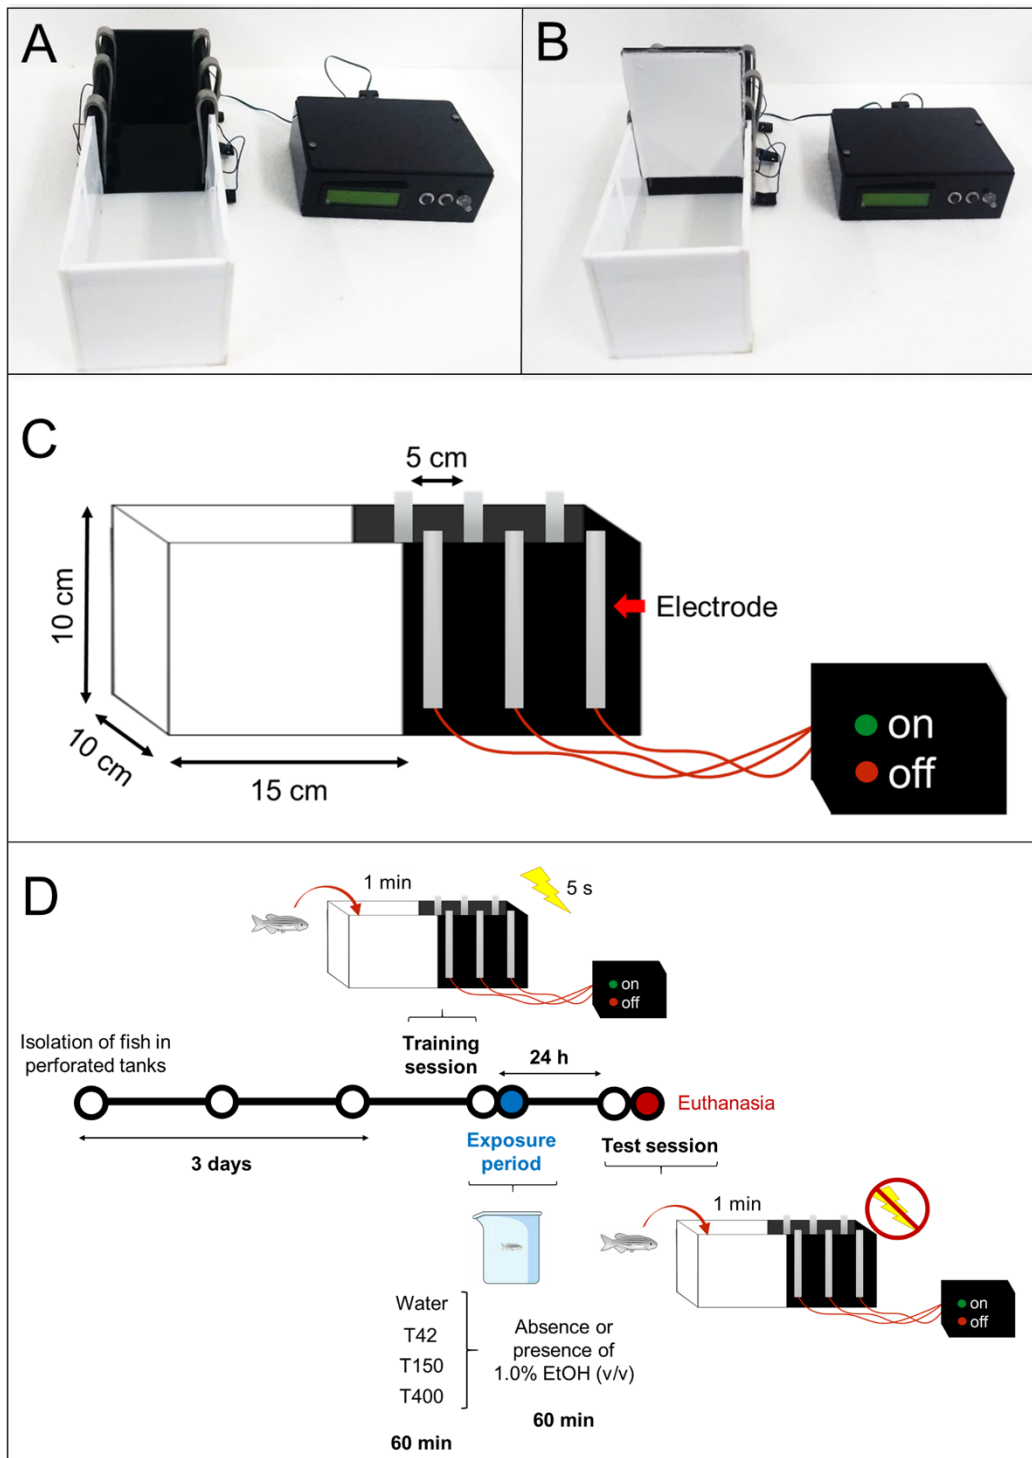 A
B
C
5 cm
10 cm
Electrode
10 cm
15 cm
on
off
D
1 min
5 s
on
off
Isolation of fish in
perforated tanks
Training
session
24 h
Euthanasia
3 days
Exposure
period
Test session
1 min
on
off
Water
T42
T150
T400
60 min
Absence or
presence of
1.0% EtOH (v/v)
60 min